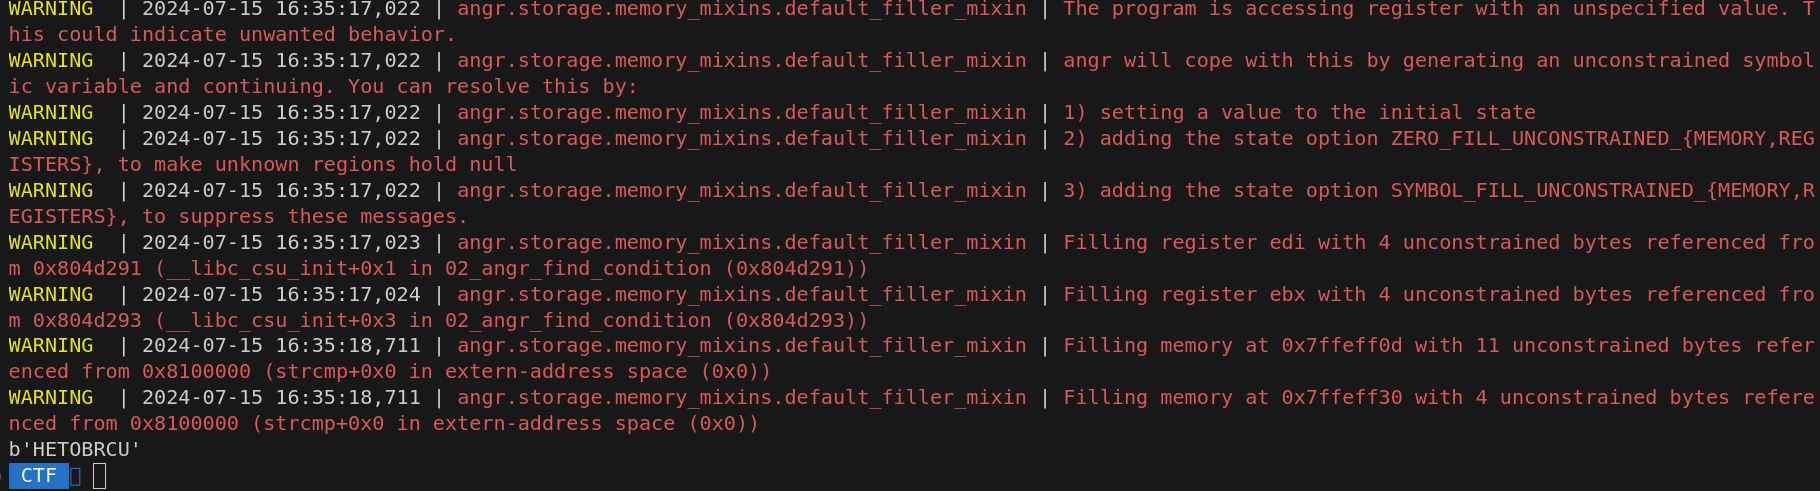 WARNING  | 2024-07-15 16:35:17,022 | angr.storage.memory_mixins.default_filler_mixin | The program is accessing register with an unspecified value. T
his could indicate unwanted behavior.
WARNING  | 2024-07-15 16:35:17,022 | angr.storage.memory_mixins.default_filler_mixin | angr will cope with this by generating an unconstrained symbol
ic variable and continuing. You can resolve this by:
WARNING  | 2024-07-15 16:35:17,022 | angr.storage.memory_mixins.default_filler_mixin | 1) setting a value to the initial state
WARNING  | 2024-07-15 16:35:17,022 | angr.storage.memory_mixins.default_filler_mixin | 2) adding the state option ZERO_FILL_UNCONSTRAINED_{MEMORY,REG
ISTERS}, to make unknown regions hold null
WARNING  | 2024-07-15 16:35:17,022 | angr.storage.memory_mixins.default_filler_mixin | 3) adding the state option SYMBOL_FILL_UNCONSTRAINED_{MEMORY,R
EGISTERS}, to suppress these messages.
WARNING  | 2024-07-15 16:35:17,023 | angr.storage.memory_mixins.default_filler_mixin | Filling register edi with 4 unconstrained bytes referenced fro
m 0x804d291 (__libc_csu_init+0x1 in 02_angr_find_condition (0x804d291))
WARNING  | 2024-07-15 16:35:17,024 | angr.storage.memory_mixins.default_filler_mixin | Filling register ebx with 4 unconstrained bytes referenced fro
m 0x804d293 (__libc_csu_init+0x3 in 02_angr_find_condition (0x804d293))
WARNING  | 2024-07-15 16:35:18,711 | angr.storage.memory_mixins.default_filler_mixin | Filling memory at 0x7ffeff0d with 11 unconstrained bytes refer
enced from 0x8100000 (strcmp+0x0 in extern-address space (0x0))
WARNING  | 2024-07-15 16:35:18,711 | angr.storage.memory_mixins.default_filler_mixin | Filling memory at 0x7ffeff30 with 4 unconstrained bytes refere
nced from 0x8100000 (strcmp+0x0 in extern-address space (0x0))
b'HETOBRCU'
CTF